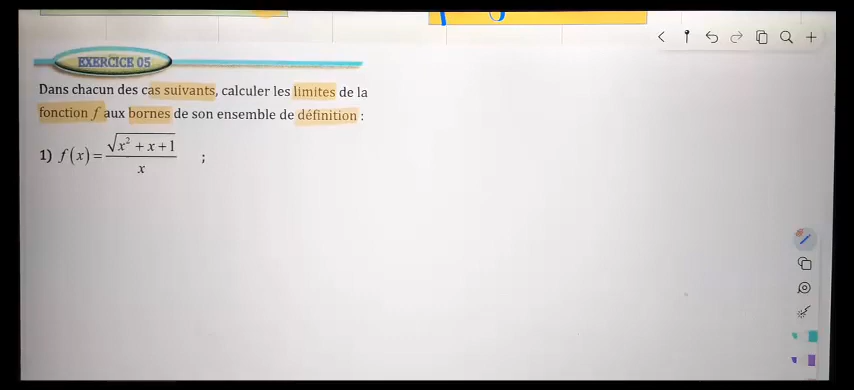 EXERCICE 05
Dans chacun des cas suivants, calculer les limites de la
fonction f aux bornes de son ensemble de définition :
1) f(x) = √(x² + x + 1) / x ;